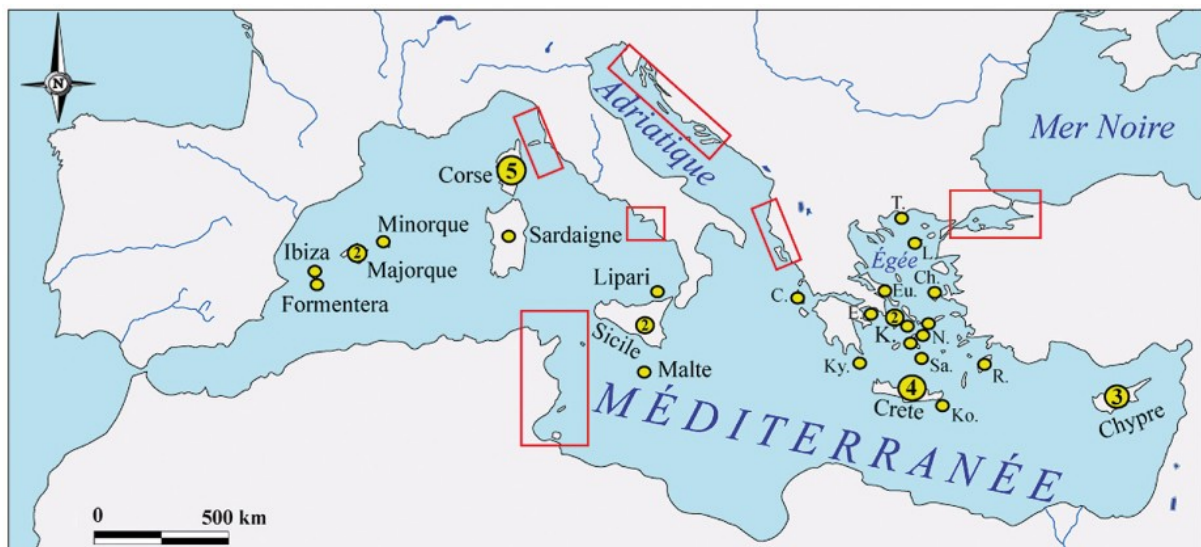 N
Adriatique
Mer Noire
Corse
5
Minorque
Sardaigne
Ibiza
2
Majorque
Formentera
Lipari
2
Sicile
Malte
T.
L.
Égée
Ch.
Eu.
C.
E.
2
K.
N.
Ky.
Sa.
R.
4
Crete
Ko.
3
Chypre
MÉDITERRANÉE
0 500 km